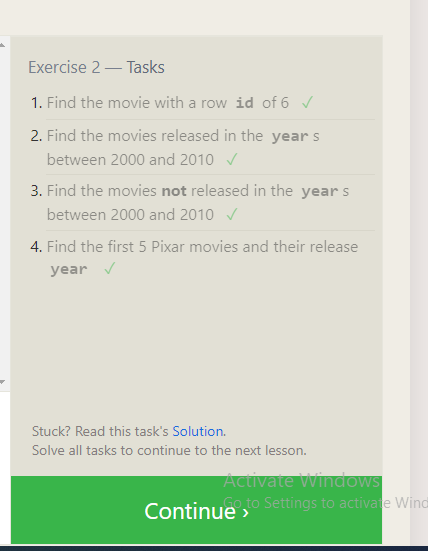 Exercise 2 — Tasks
1. Find the movie with a row id of 6 ✓
2. Find the movies released in the year s
between 2000 and 2010 ✓
3. Find the movies not released in the year s
between 2000 and 2010 ✓
4. Find the first 5 Pixar movies and their release
year ✓
Stuck? Read this task's Solution.
Solve all tasks to continue to the next lesson.
Activate Windows
Go to Settings to activate Wind
Continue ›